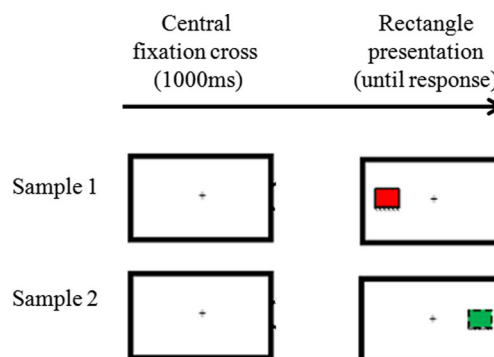 Central
fixation cross
(1000ms)
Rectangle
presentation
(until response)
Sample 1
Sample 2